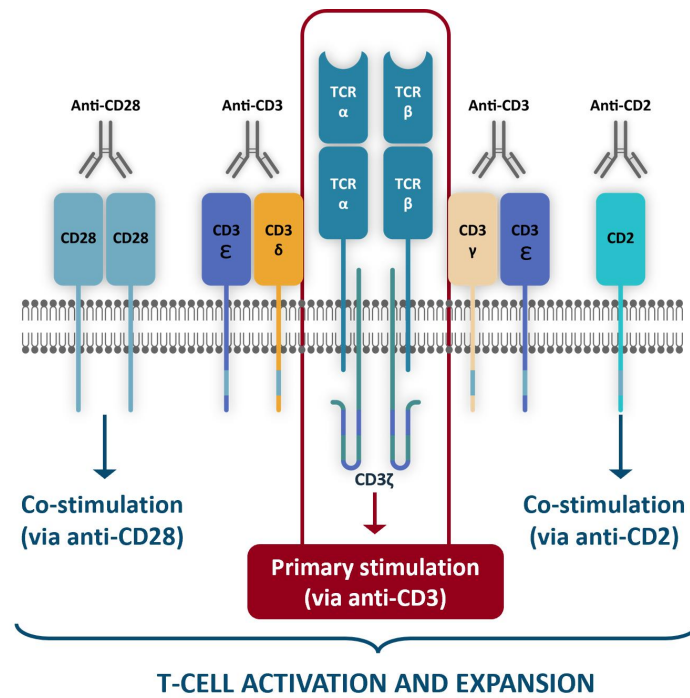 Anti-CD28
Anti-CD3
TCR
α
TCR
β
Anti-CD3
Anti-CD2
TCR
α
TCR
β
CD28
CD28
CD3
ε
CD3
δ
CD3
γ
CD3
ε
CD2
CD3ζ
Co-stimulation
(via anti-CD28)
Co-stimulation
(via anti-CD2)
Primary stimulation
(via anti-CD3)
T-CELL ACTIVATION AND EXPANSION